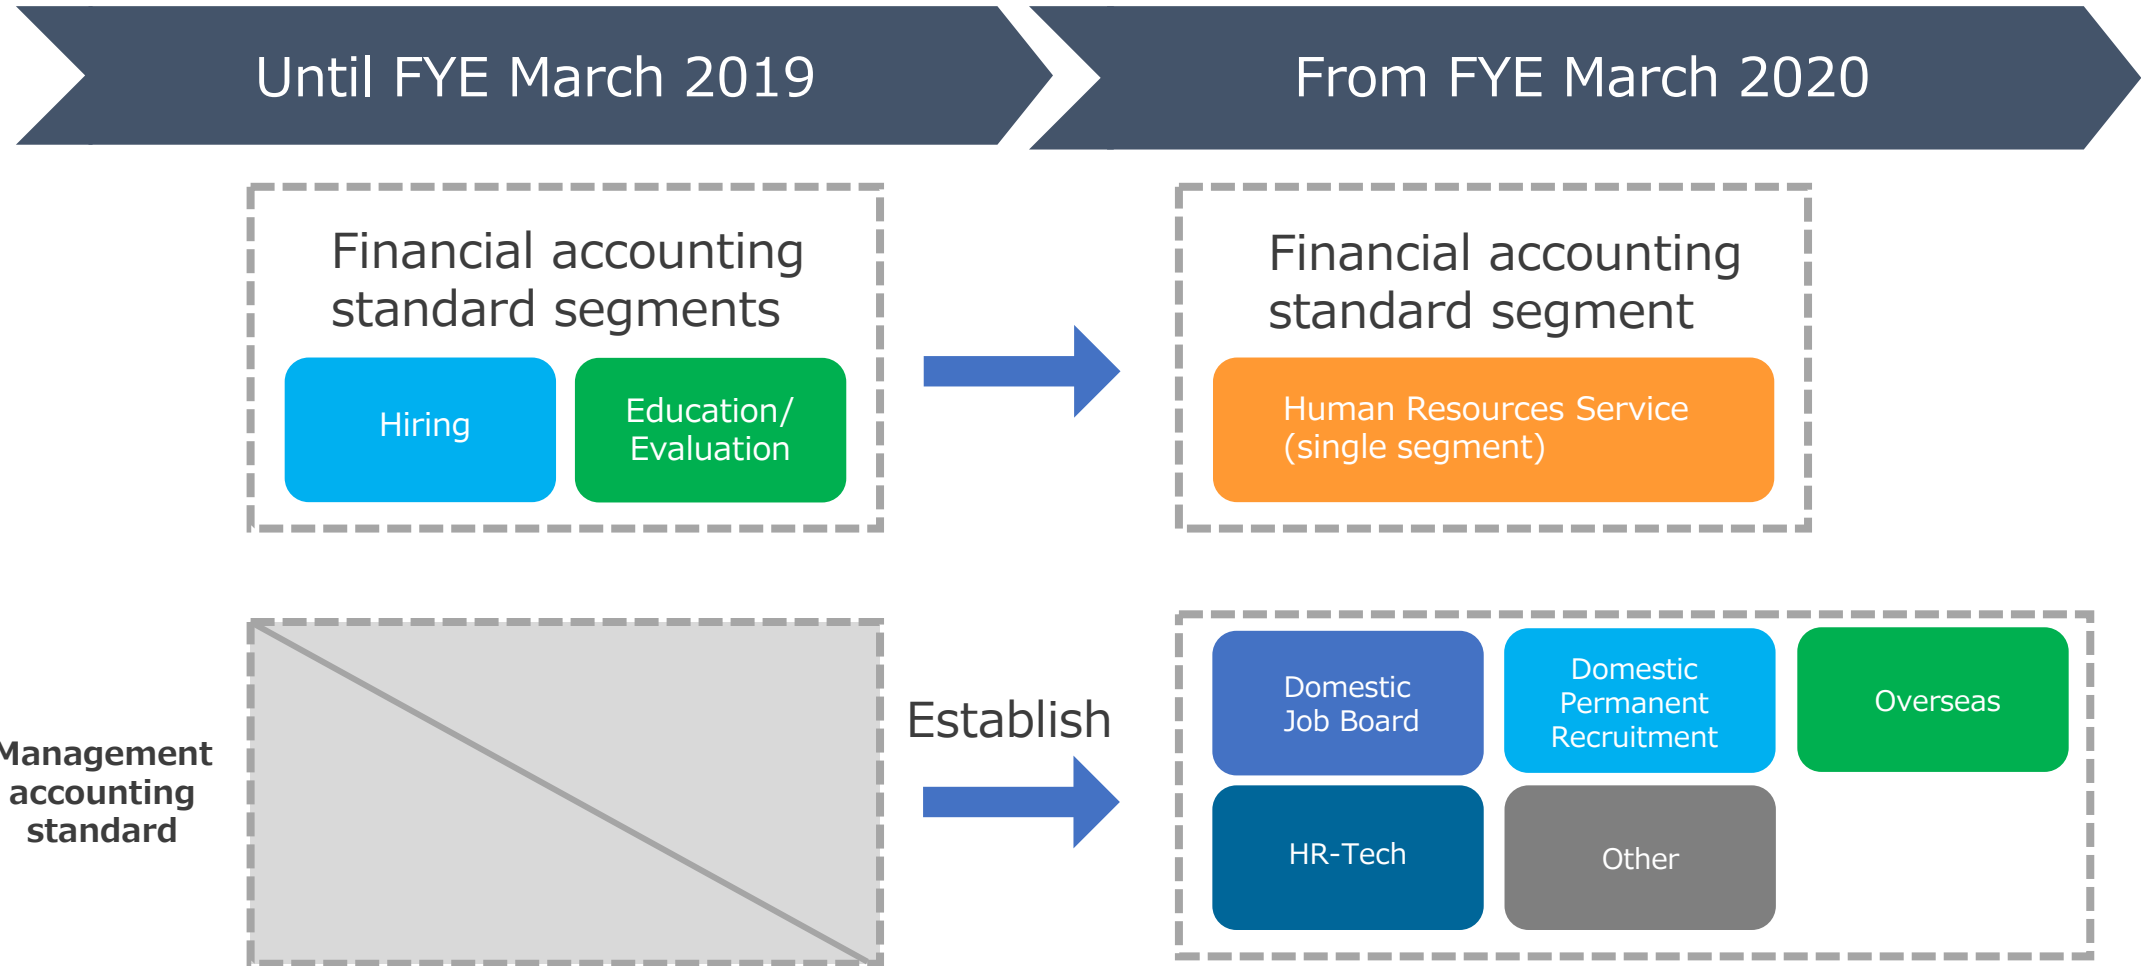 Until FYE March 2019
From FYE March 2020
Financial accounting
standard segments
Hiring
Education/
Evaluation
Financial accounting
standard segment
Human Resources Service
(single segment)
Management
accounting
standard
Establish
Domestic
Job Board
Domestic
Permanent
Recruitment
Overseas
HR-Tech
Other